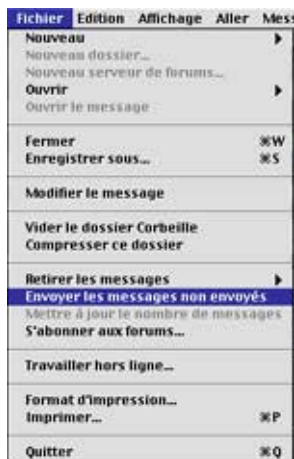 Fichier Edition Affichage Aller Mes
Nouveau
Nouveau dossier...
Nouveau serveur de forums...
Ouvrir
Ouvrir le message
Fermer ⌘W
Enregistrer sous... ⌘S
Modifier le message
Vider le dossier Corbeille
Compresser ce dossier
Retirer les messages
Envoyer les messages non envoyés
Mettre à jour le nombre de messages
S'abonner aux forums...
Travailler hors ligne...
Format d'impression...
Imprimer... ⌘P
Quitter ⌘Q